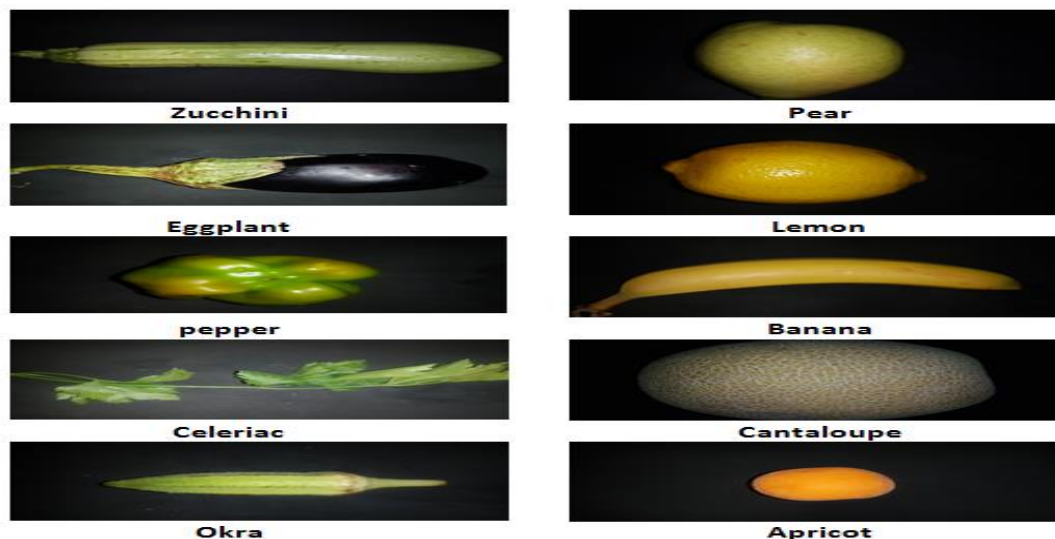 Zucchini
Pear
Eggplant
Lemon
pepper
Banana
Celeriac
Cantaloupe
Okra
Apricot